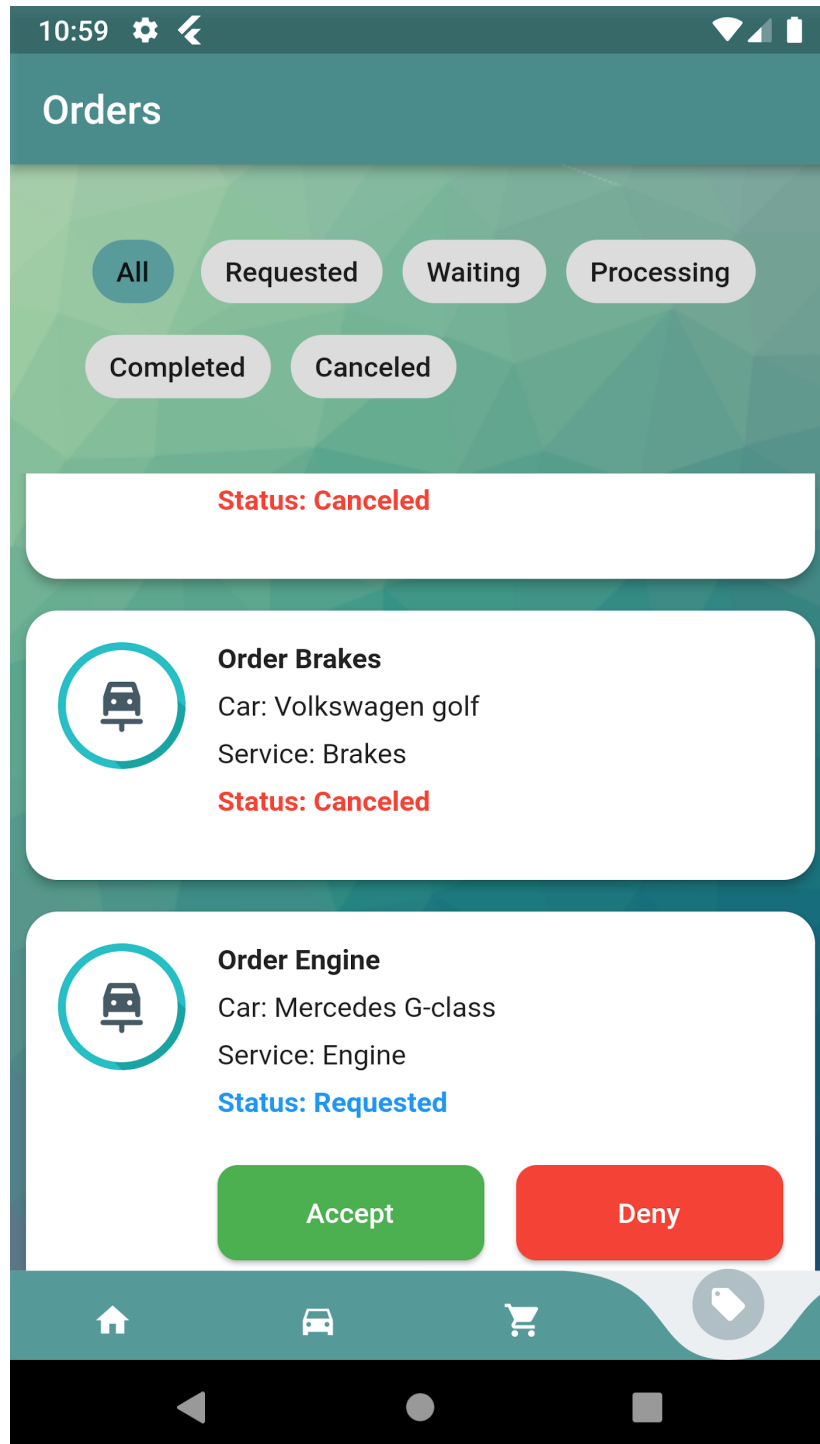 10:59
Orders
All Requested Waiting Processing
Completed Canceled
Status: Canceled
Order Brakes
Car: Volkswagen golf
Service: Brakes
Status: Canceled
Order Engine
Car: Mercedes G-class
Service: Engine
Status: Requested
Accept Deny